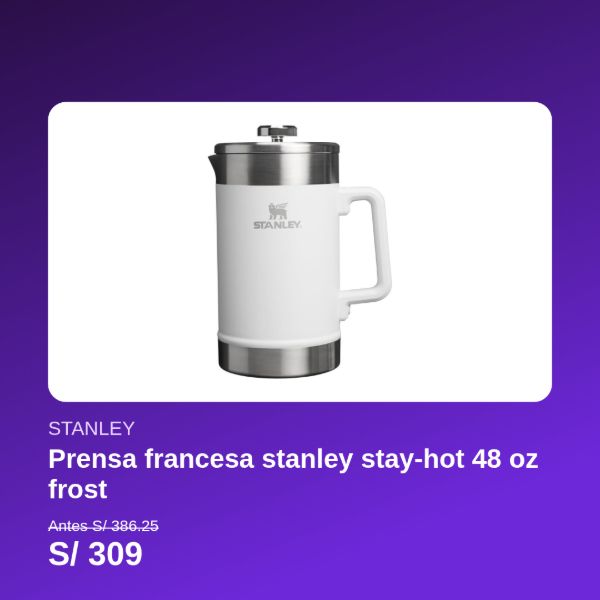 STANLEY
STANLEY
Prensa francesa stanley stay-hot 48 oz
frost
Antes S/ 386.25
S/ 309